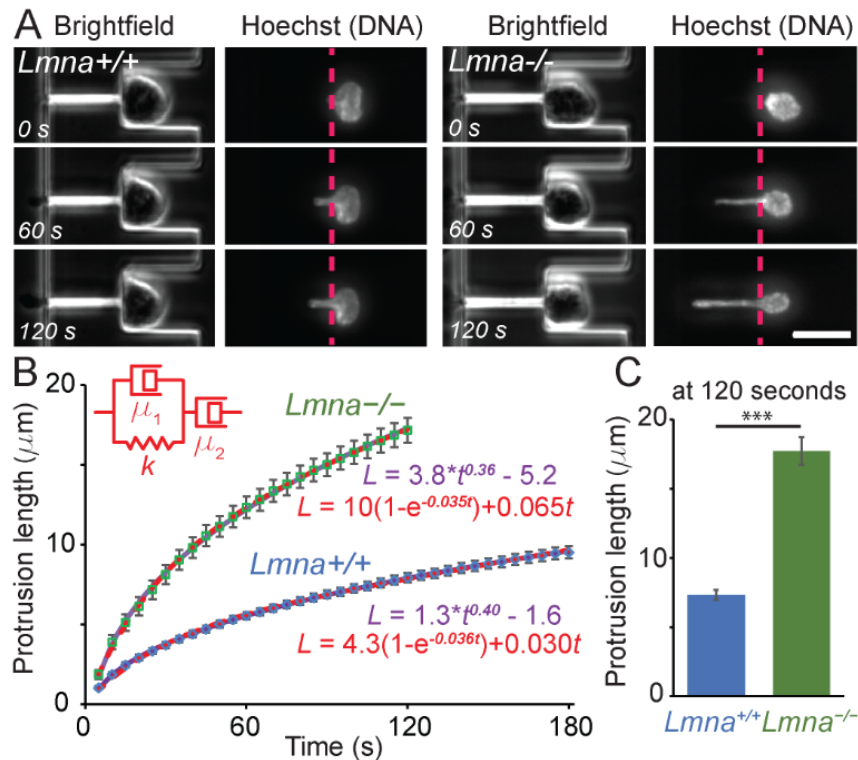 A Brightfield Hoechst (DNA) Brightfield Hoechst (DNA)
Lmna+/+ Lmna-/-
0 s 0 s
60 s 60 s
120 s 120 s
B
20
10
0
Protrusion length (μm)
μ₁
k
μ₂
Lmna−/−
L = 3.8*t^0.36 - 5.2
L = 10(1-e^-0.035t)+0.065t
Lmna+/+
L = 1.3*t^0.40 - 1.6
L = 4.3(1-e^-0.036t)+0.030t
0 60 120 180
Time (s)
C
at 120 seconds
***
20
10
0
Protrusion length (μm)
Lmna+/+ Lmna−/−